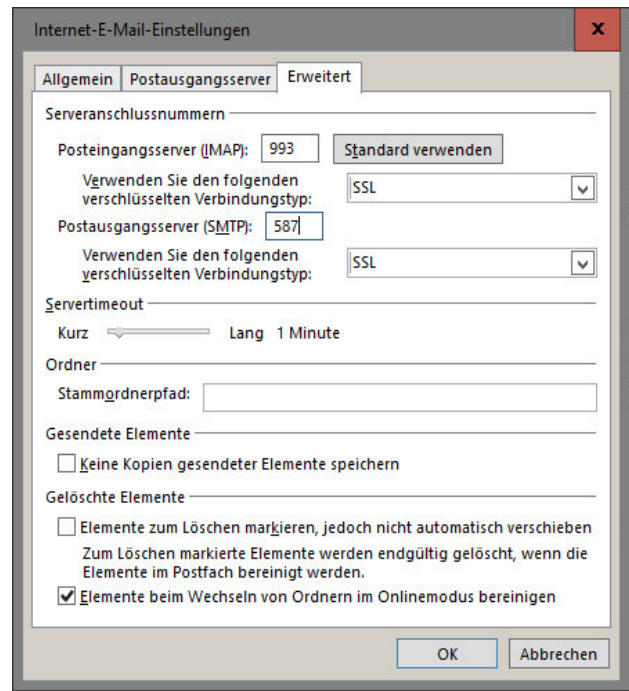 Internet-E-Mail-Einstellungen
x
Allgemein Postausgangsserver Erweitert
Serveranschlussnummern
Posteingangsserver (IMAP): 993 Standard verwenden
Verwenden Sie den folgenden
verschlüsselten Verbindungstyp: SSL
Postausgangsserver (SMTP): 587
Verwenden Sie den folgenden
verschlüsselten Verbindungstyp: SSL
Servertimeout
Kurz Lang 1 Minute
Ordner
Stammordnerpfad:
Gesendete Elemente
Keine Kopien gesendeter Elemente speichern
Gelöschte Elemente
Elemente zum Löschen markieren, jedoch nicht automatisch verschieben
Zum Löschen markierte Elemente werden endgültig gelöscht, wenn die
Elemente im Postfach bereinigt werden.
Elemente beim Wechseln von Ordnern im Onlinemodus bereinigen
OK Abbrechen